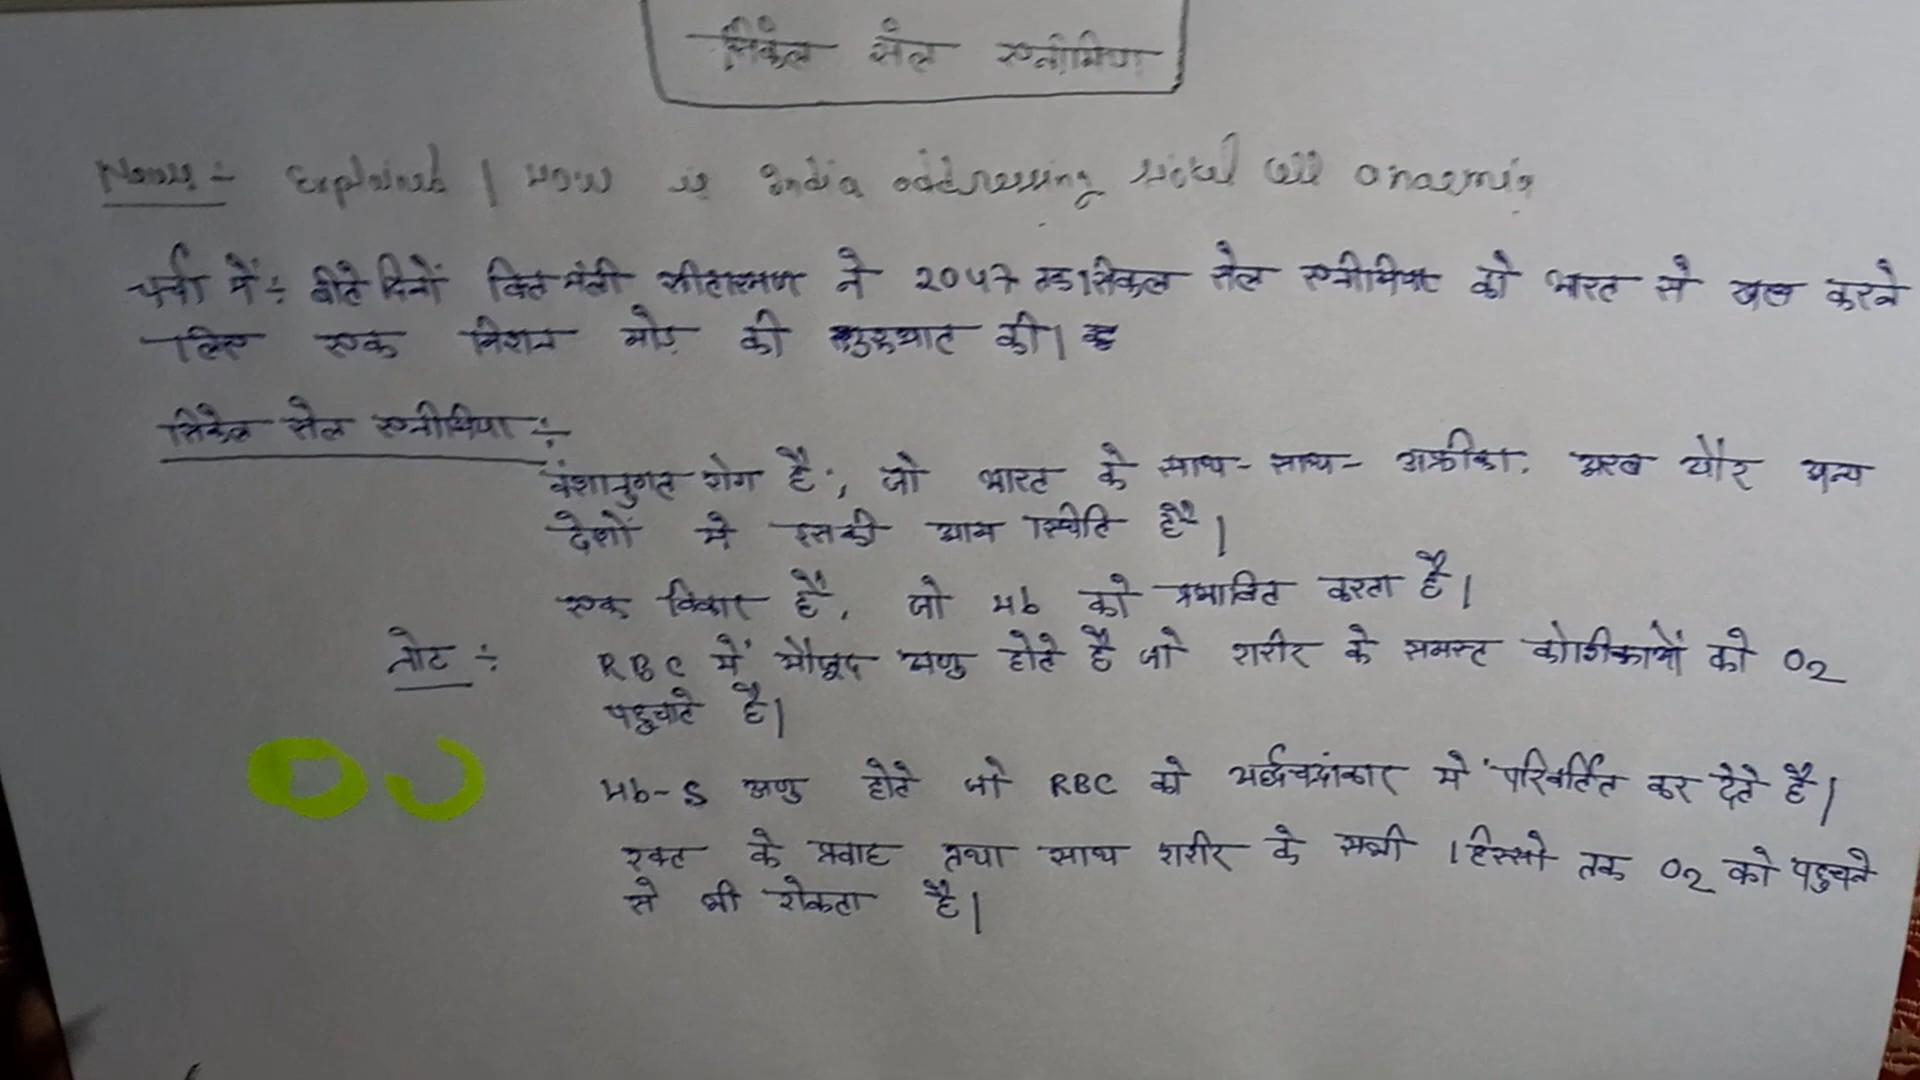 सिकेल सेल एनीमिया
News:- Explained | How is India addressing sickel cell anaemia
चर्चा में:- बीते दिनों वित्त मंत्री सीतारमण ने 2047 तक सिकल सेल एनीमिया को भारत से खत्म करने
लिए एक मिशन मोड की शुरुआत की।
सिकेल सेल एनीमिया:-
वंशानुगत रोग है, जो भारत के साथ-साथ- अफ्रीका, अरब और अन्य
देशों में इसकी आम स्थिति है।
एक विकार है, जो Hb को प्रभावित करता है।
नोट :- RBC में मौजूद अणु होते है जो शरीर के समस्त कोशिकाओं को O2
पहुचाते है।
Hb-S अणु होते जो RBC को अर्द्धचंद्राकार में परिवर्तित कर देते है।
रक्त के प्रवाह तथा साथ शरीर के सभी हिस्सो तक O2 को पहुचने
से भी रोकता है।